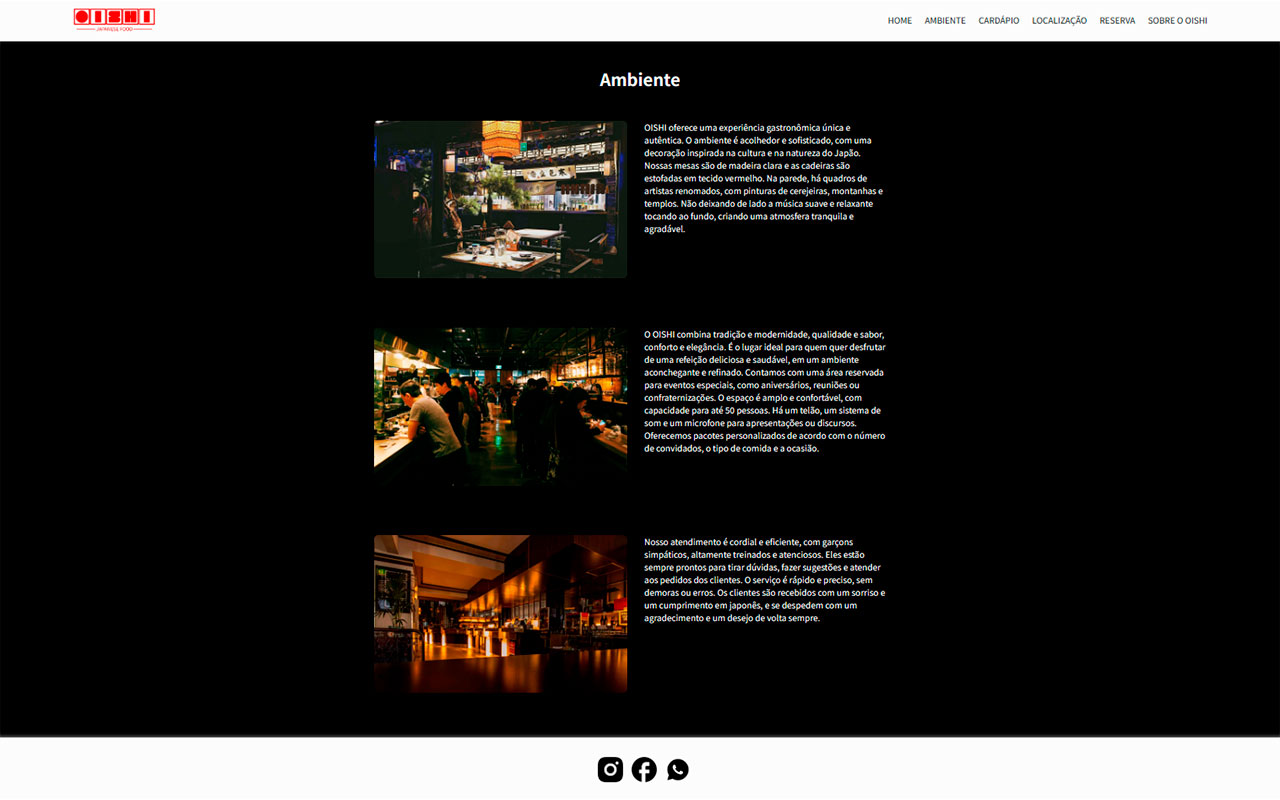 OISHI
JAPANESE FOOD
HOME AMBIENTE CARDÁPIO LOCALIZAÇÃO RESERVA SOBRE O OISHI
Ambiente
OISHI oferece uma experiência gastronômica única e
autêntica. O ambiente é acolhedor e sofisticado, com uma
decoração inspirada na cultura e na natureza do Japão.
Nossas mesas são de madeira clara e as cadeiras são
estofadas em tecido vermelho. Na parede, há quadros de
artistas renomados, com pinturas de cerejeiras, montanhas e
templos. Não deixando de lado a música suave e relaxante
tocando ao fundo, criando uma atmosfera tranquila e
agradável.
O OISHI combina tradição e modernidade, qualidade e sabor,
conforto e elegância. É o lugar ideal para quem quer desfrutar
de uma refeição deliciosa e saudável, em um ambiente
aconchegante e refinado. Contamos com uma área reservada
para eventos especiais, como aniversários, reuniões ou
confraternizações. O espaço é amplo e confortável, com
capacidade para até 50 pessoas. Há um telão, um sistema de
som e um microfone para apresentações ou discursos.
Oferecemos pacotes personalizados de acordo com o número
de convidados, o tipo de comida e a ocasião.
Nosso atendimento é cordial e eficiente, com garçons
simpáticos, altamente treinados e atenciosos. Eles estão
sempre prontos para tirar dúvidas, fazer sugestões e atender
aos pedidos dos clientes. O serviço é rápido e preciso, sem
demoras ou erros. Os clientes são recebidos com um sorriso e
um cumprimento em japonês, e se despedem com um
agradecimento e um desejo de volta sempre.